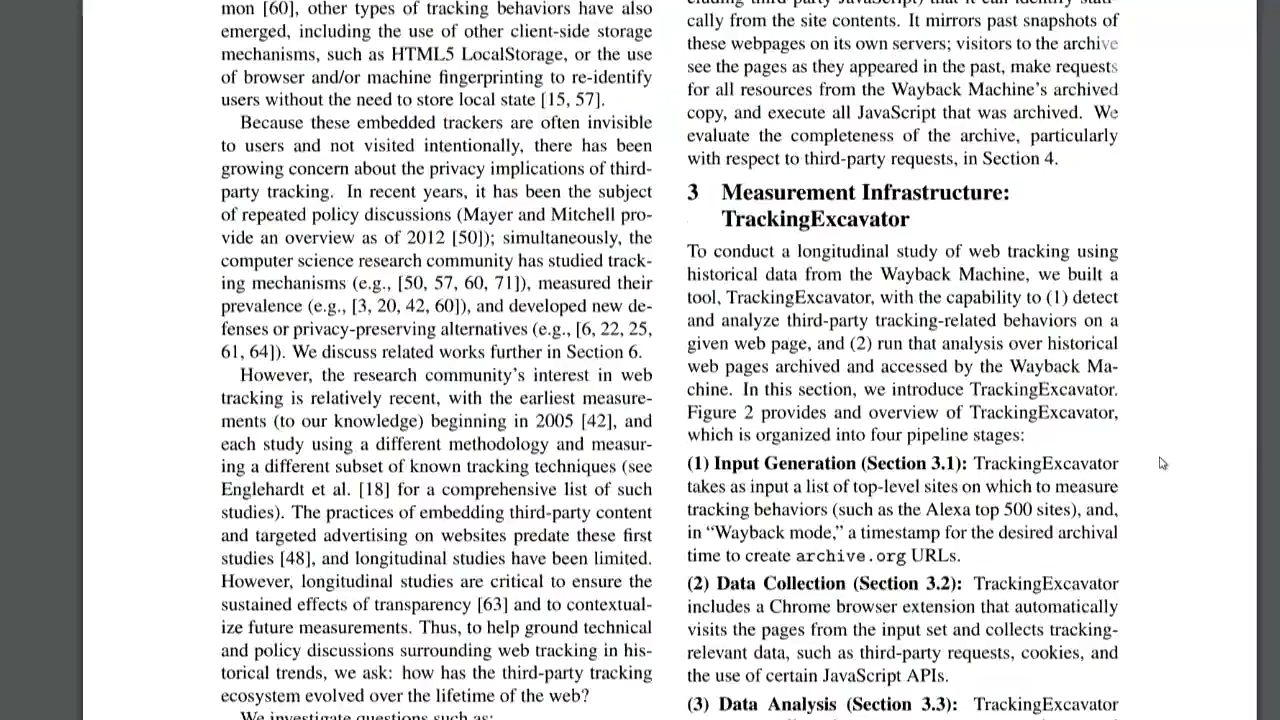 mon [60], other types of tracking behaviors have also
emerged, including the use of other client-side storage
mechanisms, such as HTML5 LocalStorage, or the use
of browser and/or machine fingerprinting to re-identify
users without the need to store local state [15, 57].
Because these embedded trackers are often invisible
to users and not visited intentionally, there has been
growing concern about the privacy implications of third-
party tracking. In recent years, it has been the subject
of repeated policy discussions (Mayer and Mitchell pro-
vide an overview as of 2012 [50]); simultaneously, the
computer science research community has studied track-
ing mechanisms (e.g., [50, 57, 60, 71]), measured their
prevalence (e.g., [3, 20, 42, 60]), and developed new de-
fenses or privacy-preserving alternatives (e.g., [6, 22, 25,
61, 64]). We discuss related works further in Section 6.
However, the research community's interest in web
tracking is relatively recent, with the earliest measure-
ments (to our knowledge) beginning in 2005 [42], and
each study using a different methodology and measur-
ing a different subset of known tracking techniques (see
Englehardt et al. [18] for a comprehensive list of such
studies). The practices of embedding third-party content
and targeted advertising on websites predate these first
studies [48], and longitudinal studies have been limited.
However, longitudinal studies are critical to ensure the
sustained effects of transparency [63] and to contextual-
ize future measurements. Thus, to help ground technical
and policy discussions surrounding web tracking in his-
torical trends, we ask: how has the third-party tracking
ecosystem evolved over the lifetime of the web?
We investigate questions such as:
cluding third-party JavaScript) that it can identify stati-
cally from the site contents. It mirrors past snapshots of
these webpages on its own servers; visitors to the archive
see the pages as they appeared in the past, make requests
for all resources from the Wayback Machine's archived
copy, and execute all JavaScript that was archived. We
evaluate the completeness of the archive, particularly
with respect to third-party requests, in Section 4.
3 Measurement Infrastructure:
TrackingExcavator
To conduct a longitudinal study of web tracking using
historical data from the Wayback Machine, we built a
tool, TrackingExcavator, with the capability to (1) detect
and analyze third-party tracking-related behaviors on a
given web page, and (2) run that analysis over historical
web pages archived and accessed by the Wayback Ma-
chine. In this section, we introduce TrackingExcavator.
Figure 2 provides and overview of TrackingExcavator,
which is organized into four pipeline stages:
(1) Input Generation (Section 3.1): TrackingExcavator
takes as input a list of top-level sites on which to measure
tracking behaviors (such as the Alexa top 500 sites), and,
in “Wayback mode,” a timestamp for the desired archival
time to create archive.org URLs.
(2) Data Collection (Section 3.2): TrackingExcavator
includes a Chrome browser extension that automatically
visits the pages from the input set and collects tracking-
relevant data, such as third-party requests, cookies, and
the use of certain JavaScript APIs.
(3) Data Analysis (Section 3.3): TrackingExcavator